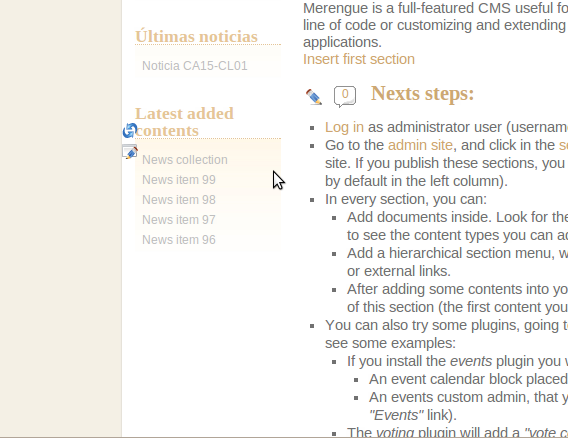 Últimas noticias
Noticia CA15-CL01
Latest added
contents
News collection
News item 99
News item 98
News item 97
News item 96
Merengue is a full-featured CMS useful fo
line of code or customizing and extending
applications.
Insert first section
0
Nexts steps:
Log in as administrator user (usernam
Go to the admin site, and click in the se
site. If you publish these sections, you
by default in the left column).
In every section, you can:
Add documents inside. Look for the
to see the content types you can ad
Add a hierarchical section menu, w
or external links.
After adding some contents into yo
of this section (the first content you
You can also try some plugins, going to
see some examples:
If you install the events plugin you w
An event calendar block placed
An events custom admin, that y
"Events" link).
The voting plugin will add a "vote co